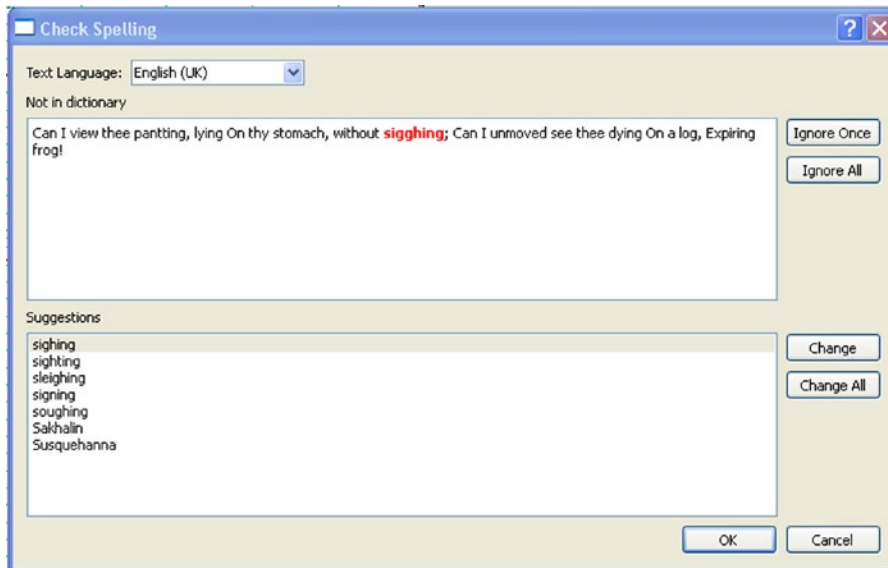 Check Spelling
Text Language: English (UK)
Not in dictionary
Can I view thee pantting, lying On thy stomach, without sigghing; Can I unmoved see thee dying On a log, Expiring
frog!
Ignore Once
Ignore All
Suggestions
sighing
sighting
sleighing
signing
soughing
Sakhalin
Susquehanna
Change
Change All
OK
Cancel